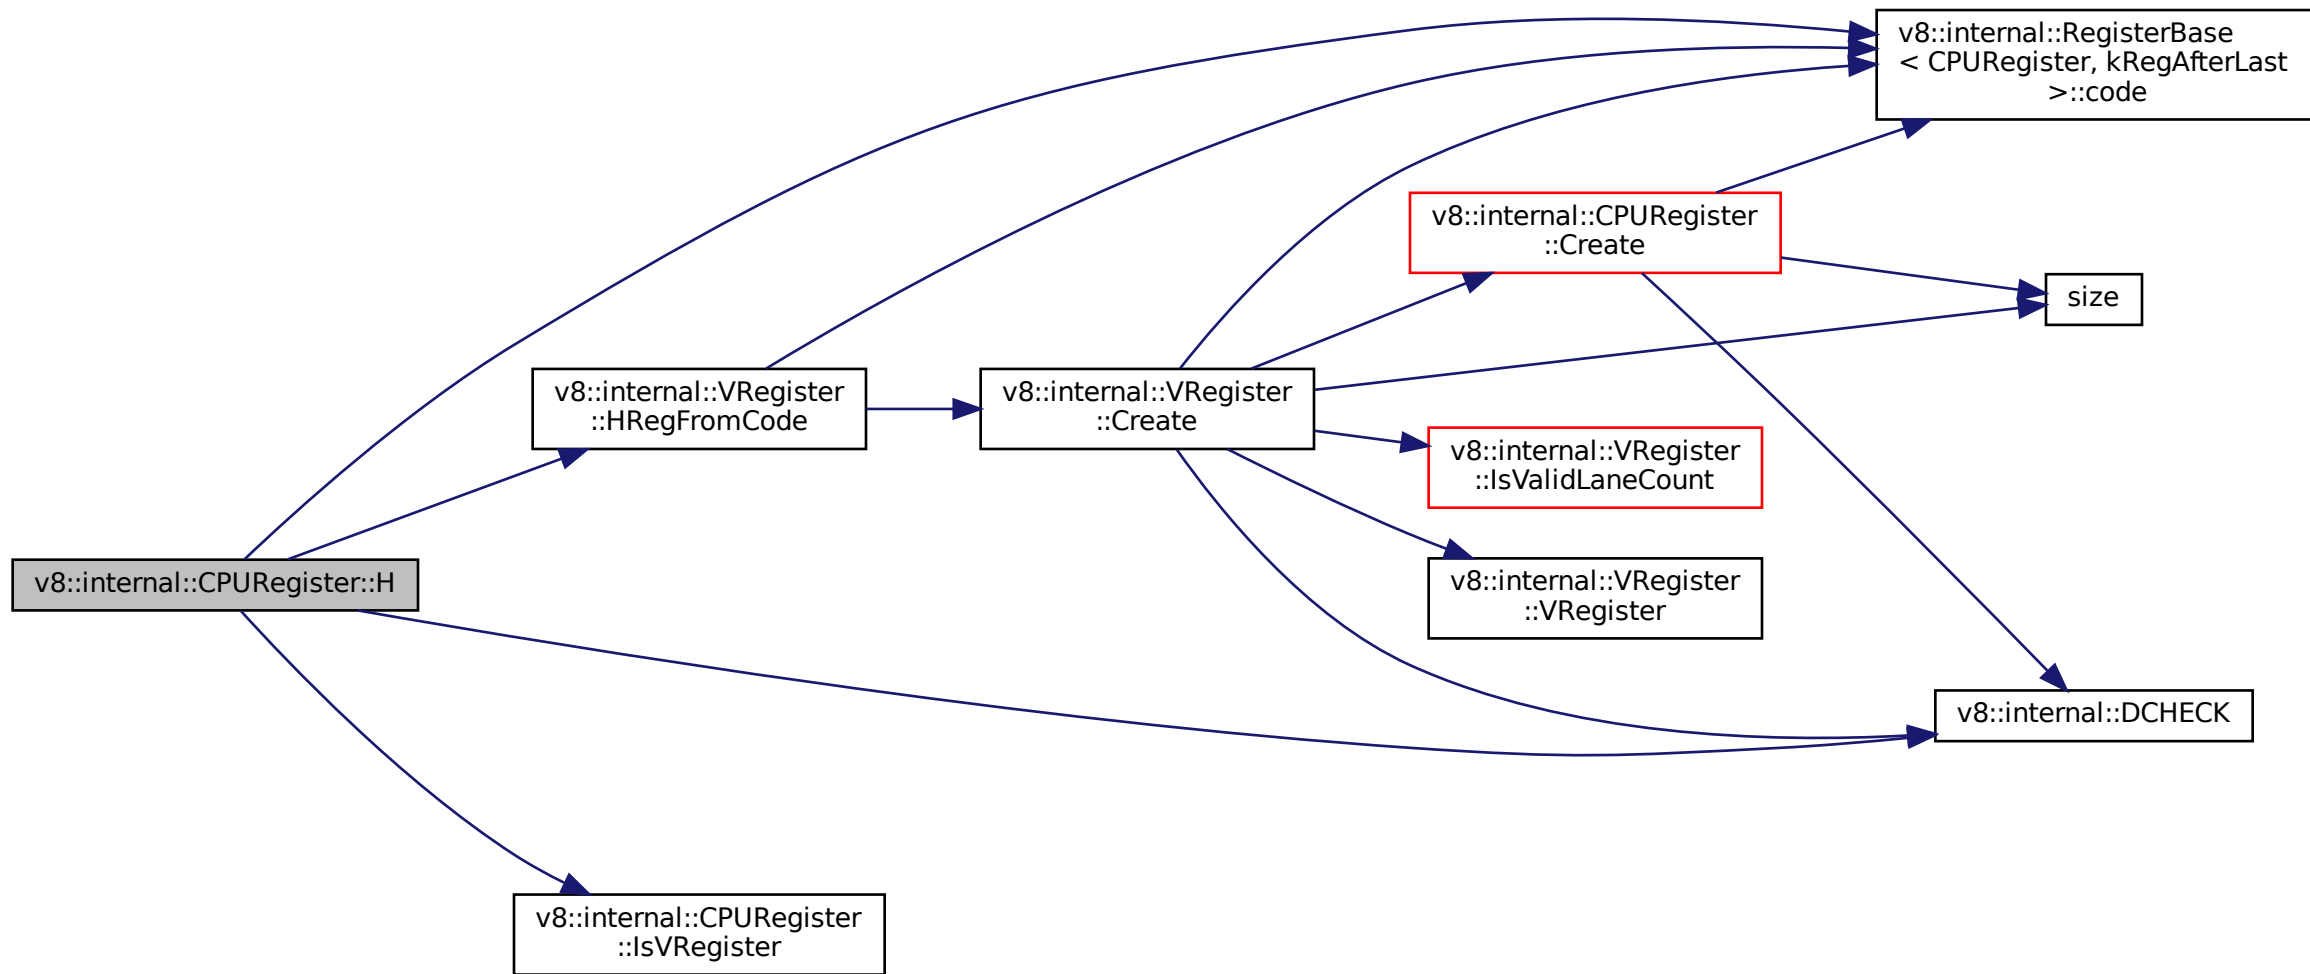 v8::internal::RegisterBase
< CPURegister, kRegAfterLast
>::code
v8::internal::CPURegister
::Create
size
v8::internal::VRegister
::HRegFromCode
v8::internal::VRegister
::Create
v8::internal::VRegister
::IsValidLaneCount
v8::internal::CPURegister::H
v8::internal::VRegister
::VRegister
v8::internal::DCHECK
v8::internal::CPURegister
::IsVRegister